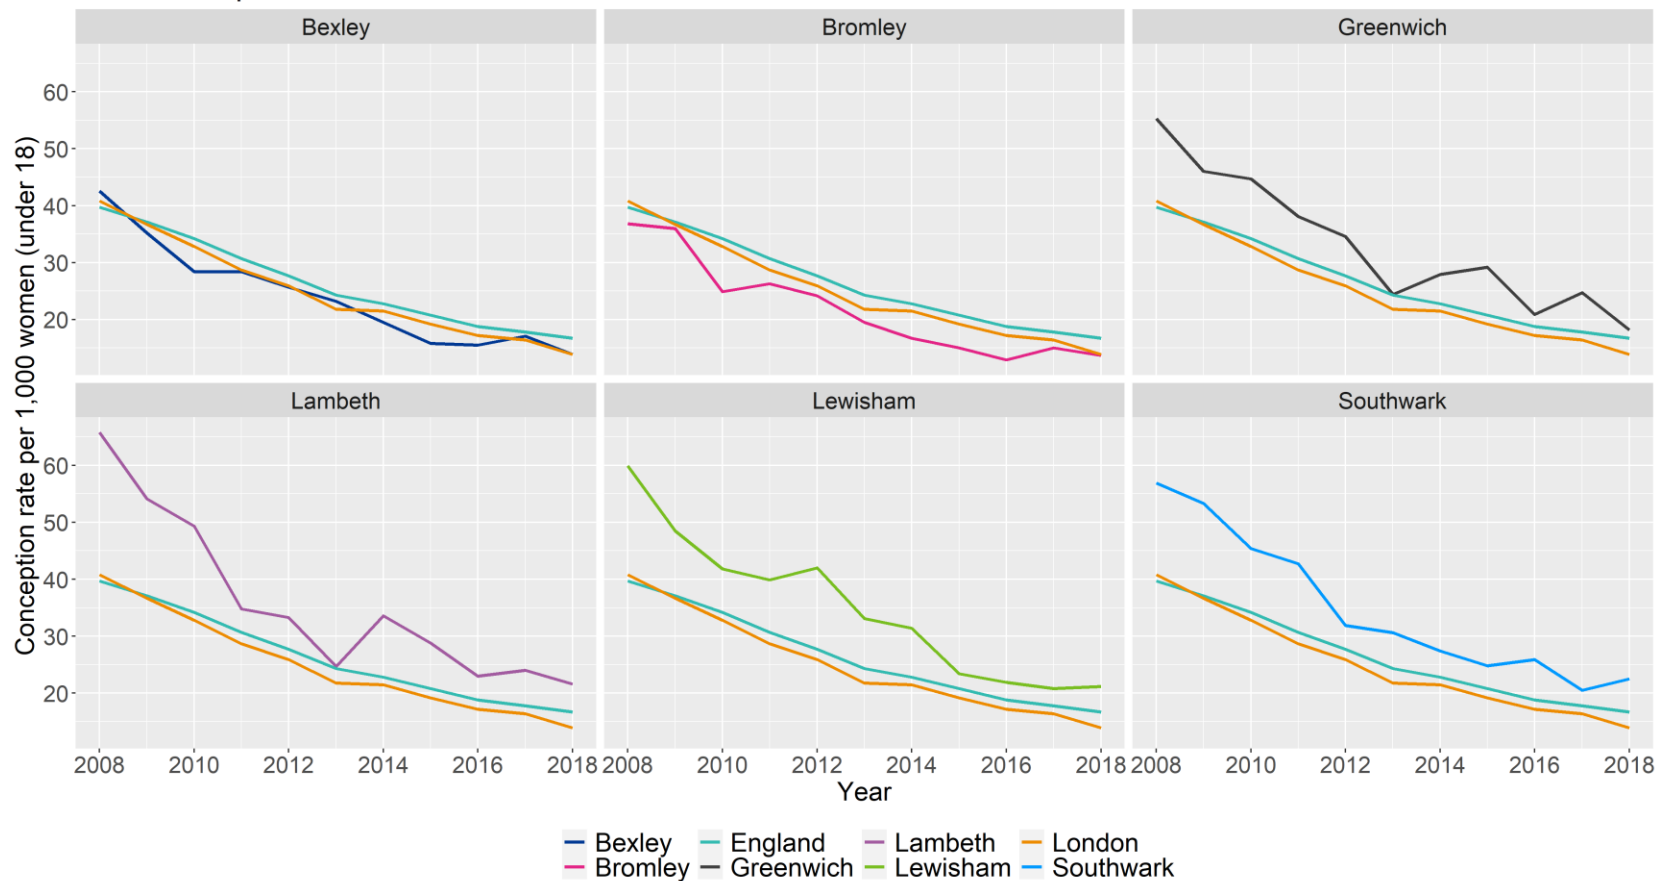 Bexley Bromley Greenwich
60
50
40
30
20
Conception rate per 1,000 women (under 18)
Lambeth Lewisham Southwark
60
50
40
30
20
2008 2010 2012 2014 2016 2018 2008 2010 2012 2014 2016 2018 2008 2010 2012 2014 2016 2018
Year
Bexley England Lambeth London
Bromley Greenwich Lewisham Southwark